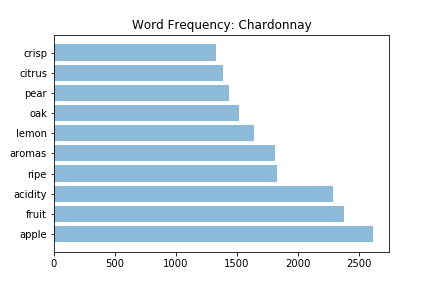 Word Frequency: Chardonnay
crisp
citrus
pear
oak
lemon
aromas
ripe
acidity
fruit
apple
0 500 1000 1500 2000 2500